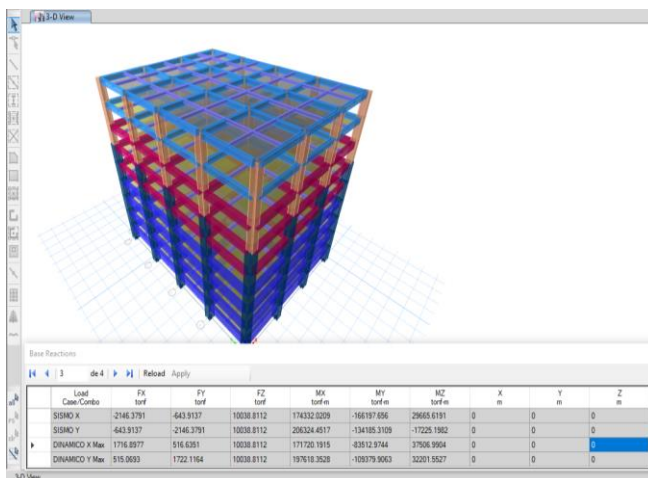 3-D View
Base Reactions
3 de 4 Reload Apply
Load Case/Combo FX tonf FY tonf FZ tonf MX tonf-m MY tonf-m MZ tonf-m X m Y m Z m
SISMO X -2146.3791 -643.9137 10038.8112 174332.0209 -166197.656 29665.6191 0 0 0
SISMO Y -643.9137 -2146.3791 10038.8112 206324.4517 -134185.3109 -17225.1982 0 0 0
DINAMICO X Max 1716.8977 516.6351 10038.8112 171720.1915 -83512.9744 37506.9904 0 0 0
DINAMICO Y Max 515.0693 1722.1164 10038.8112 197618.3528 -109379.9063 32201.5527 0 0 0
3-D View